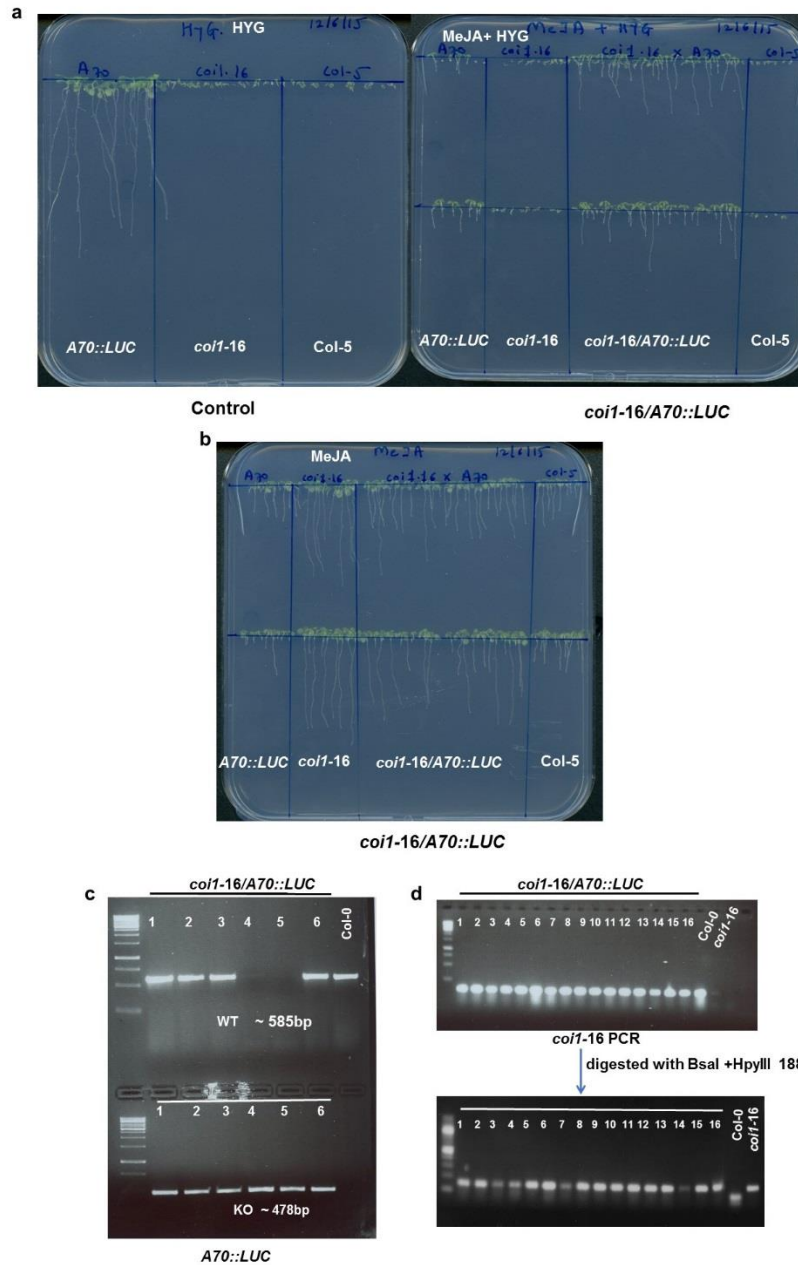 a
HyG. HYG 12/6/15
A70 coi1.16 Col-5
A70::LUC coi1-16 Col-5
Control
MeJA + HyG 12/6/15
MeJA+ HYG
A70 coi1.16 coi1.16 x A70 Col-5
A70::LUC coi1-16 coi1-16/A70::LUC Col-5
coi1-16/A70::LUC
b
MeJA MeJA 12/6/15
A70 coi1.16 coi1.16 x A70 Col-5
A70::LUC coi1-16 coi1-16/A70::LUC Col-5
coi1-16/A70::LUC
c
coi1-16/A70::LUC
1 2 3 4 5 6 Col-0
WT ~ 585bp
1 2 3 4 5 6
KO ~ 478bp
A70::LUC
d
coi1-16/A70::LUC
1 2 3 4 5 6 7 8 9 10 11 12 13 14 15 16 Col-0 coi1-16
coi1-16 PCR
digested with BsaI +HpyIII 188
1 2 3 4 5 6 7 8 9 10 11 12 13 14 15 16 Col-0 coi1-16